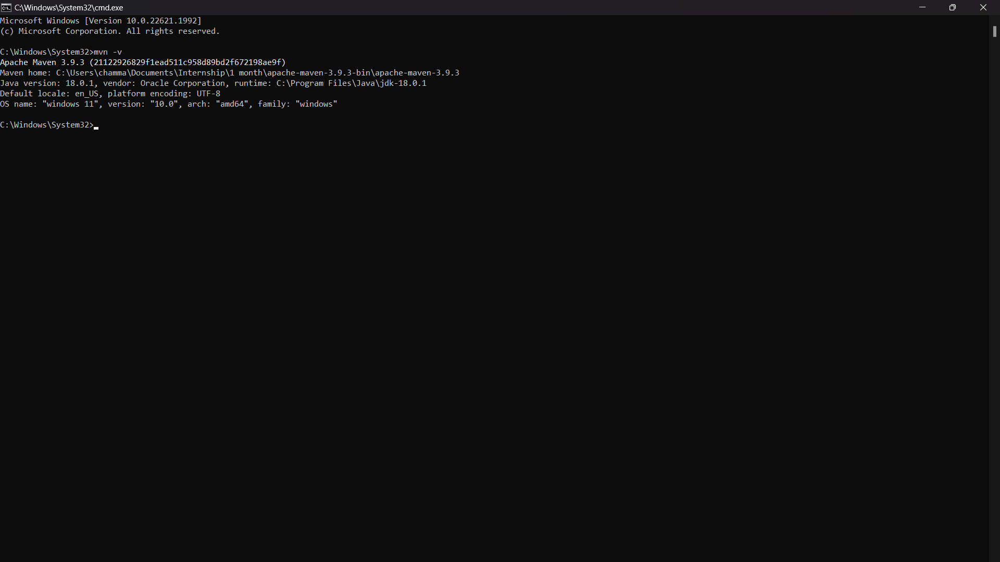 C:\Windows\System32\cmd.exe
Microsoft Windows [Version 10.0.22621.1992]
(c) Microsoft Corporation. All rights reserved.
C:\Windows\System32>mvn -v
Apache Maven 3.9.3 (21122926829f1ead511c958d89bd2f672198ae9f)
Maven home: C:\Users\chamma\Documents\Internship\1 month\apache-maven-3.9.3-bin\apache-maven-3.9.3
Java version: 18.0.1, vendor: Oracle Corporation, runtime: C:\Program Files\Java\jdk-18.0.1
Default locale: en_US, platform encoding: UTF-8
OS name: "windows 11", version: "10.0", arch: "amd64", family: "windows"
C:\Windows\System32>